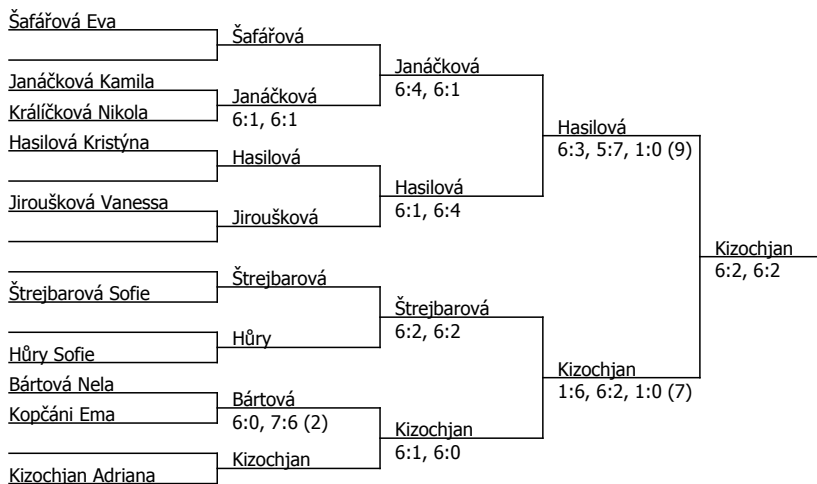 Šafářová Eva
Šafářová
Janáčková
6:4, 6:1
Janáčková Kamila
Janáčková
6:1, 6:1
Králíčková Nikola
Hasilová
6:3, 5:7, 1:0 (9)
Hasilová Kristýna
Hasilová
Hasilová
6:1, 6:4
Jiroušková Vanessa
Jiroušková
Kizochjan
6:2, 6:2
Štrejbarová
Štrejbarová Sofie
Štrejbarová
6:2, 6:2
Hůry
Hůry Sofie
Kizochjan
1:6, 6:2, 1:0 (7)
Bártová Nela
Bártová
6:0, 7:6 (2)
Kopčáni Ema
Kizochjan
6:1, 6:0
Kizochjan
Kizochjan Adriana